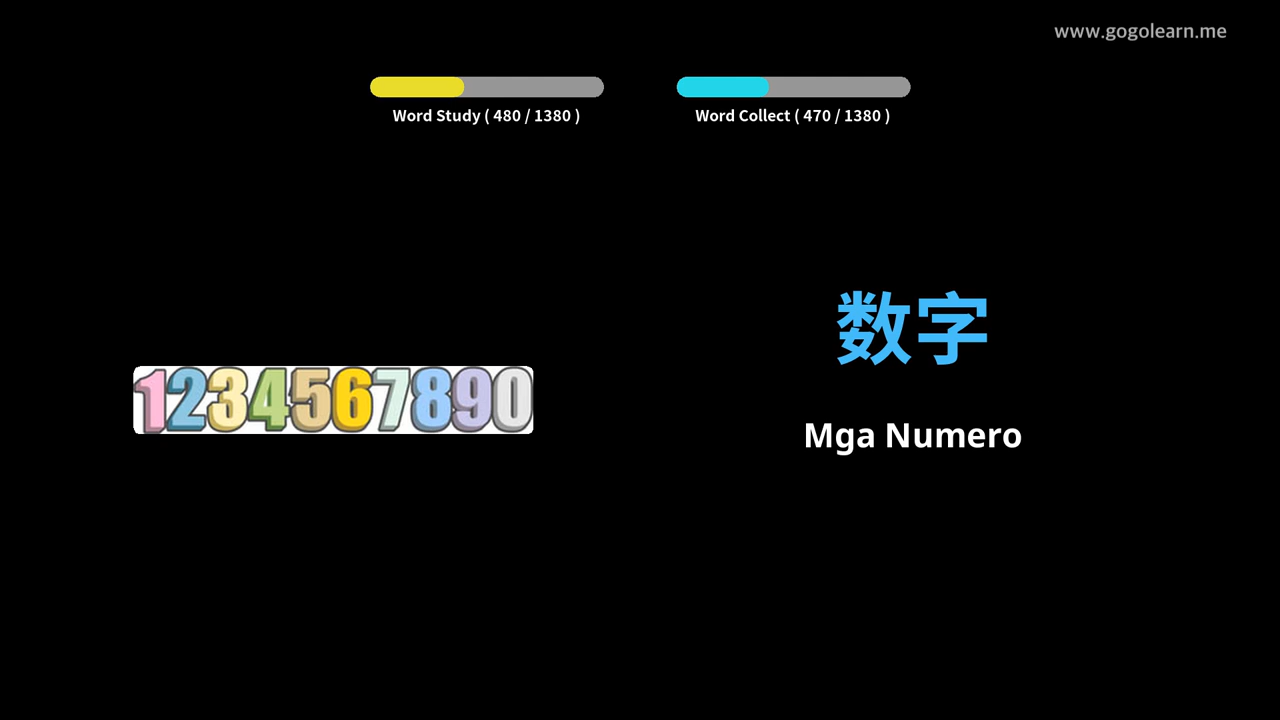 www.gogolearn.me
Word Study ( 480 / 1380 )
Word Collect ( 470 / 1380 )
1234567890
数字
Mga Numero